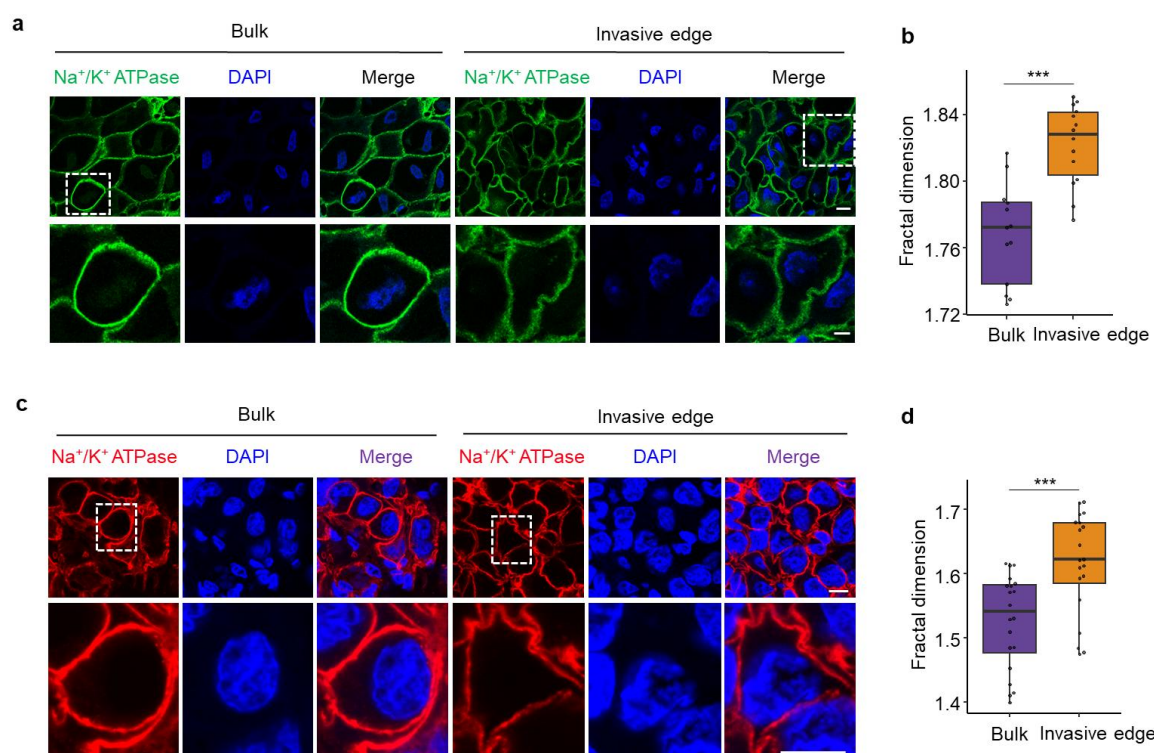 a
Bulk
Invasive edge
Na⁺/K⁺ ATPase
DAPI
Merge
Na⁺/K⁺ ATPase
DAPI
Merge
b
***
Fractal dimension
1.84
1.80
1.76
1.72
Bulk
Invasive edge
c
Bulk
Invasive edge
Na⁺/K⁺ ATPase
DAPI
Merge
Na⁺/K⁺ ATPase
DAPI
Merge
d
***
Fractal dimension
1.7
1.6
1.5
1.4
Bulk
Invasive edge